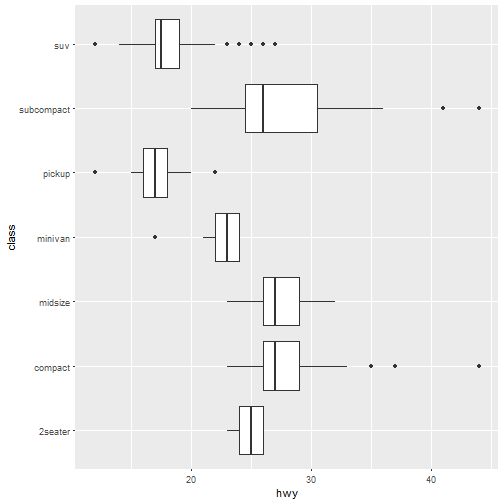 suv
subcompact
pickup
minivan
midsize
compact
2seater
class
20 30 40
hwy